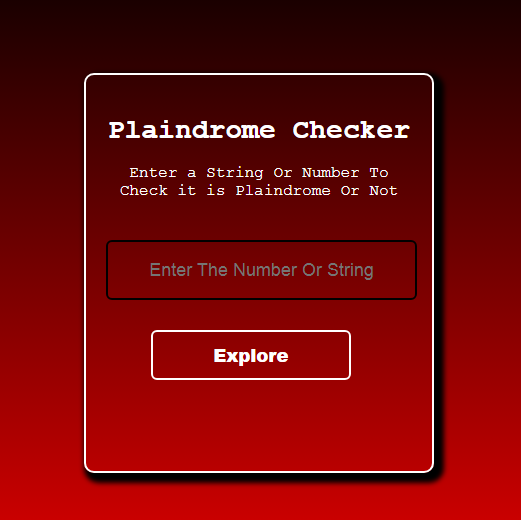 Plaindrome Checker
Enter a String Or Number To
Check it is Plaindrome Or Not
Enter The Number Or String
Explore